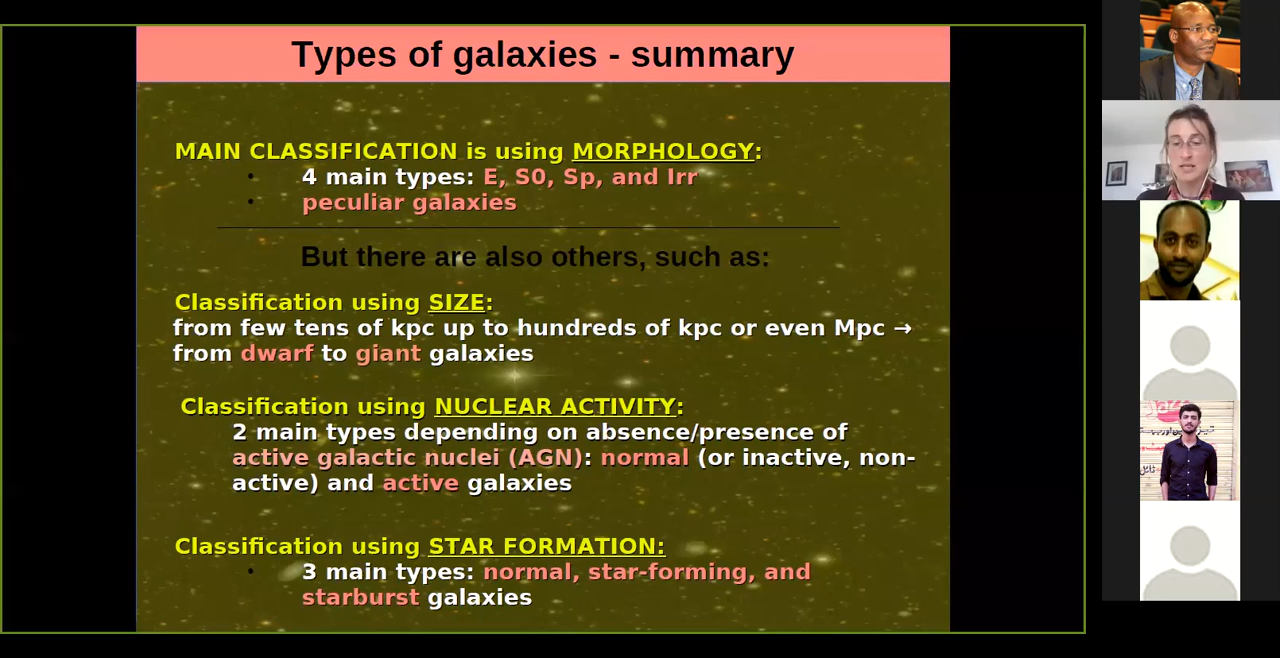 Types of galaxies - summary
MAIN CLASSIFICATION is using MORPHOLOGY:
• 4 main types: E, S0, Sp, and Irr
• peculiar galaxies
But there are also others, such as:
Classification using SIZE:
from few tens of kpc up to hundreds of kpc or even Mpc →
from dwarf to giant galaxies
Classification using NUCLEAR ACTIVITY:
2 main types depending on absence/presence of
active galactic nuclei (AGN): normal (or inactive, non-
active) and active galaxies
Classification using STAR FORMATION:
• 3 main types: normal, star-forming, and
starburst galaxies